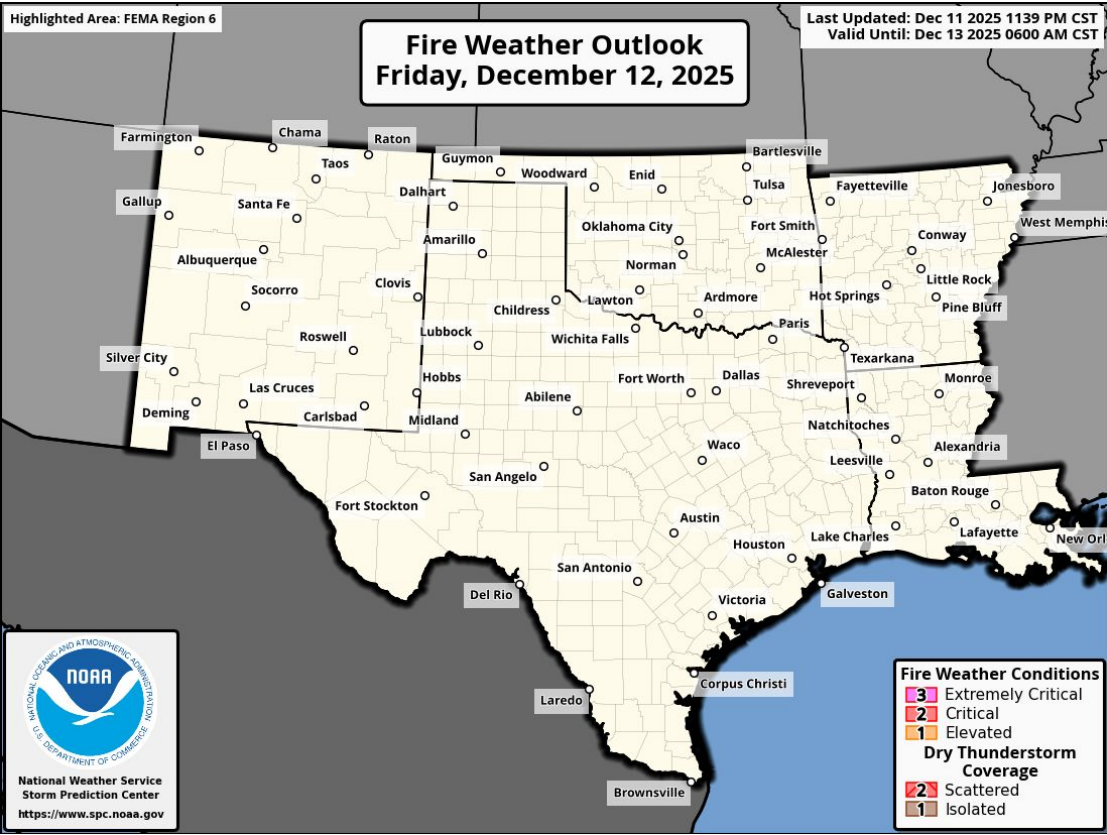 Highlighted Area: FEMA Region 6
Fire Weather Outlook
Friday, December 12, 2025
Last Updated: Dec 11 2025 1139 PM CST
Valid Until: Dec 13 2025 0600 AM CST
Farmington
Chama
Raton
Taos
Guymon
Woodward
Enid
Bartlesville
Tulsa
Fayetteville
Jonesboro
Gallup
Santa Fe
Dalhart
Oklahoma City
Fort Smith
West Memphis
Albuquerque
Amarillo
Norman
McAlester
Conway
Socorro
Clovis
Childress
Lawton
Ardmore
Hot Springs
Little Rock
Pine Bluff
Roswell
Lubbock
Wichita Falls
Paris
Texarkana
Silver City
Las Cruces
Hobbs
Abilene
Fort Worth
Dallas
Shreveport
Monroe
Deming
Carlsbad
Midland
Natchitoches
El Paso
San Angelo
Waco
Leesville
Alexandria
Fort Stockton
Austin
Baton Rouge
Houston
Lake Charles
Lafayette
New Orl
Del Rio
San Antonio
Victoria
Galveston
Laredo
Corpus Christi
Brownsville
NATIONAL OCEANIC AND ATMOSPHERIC ADMINISTRATION
NOAA
U.S. DEPARTMENT OF COMMERCE
National Weather Service
Storm Prediction Center
https://www.spc.noaa.gov
Fire Weather Conditions
3 Extremely Critical
2 Critical
1 Elevated
Dry Thunderstorm
Coverage
2 Scattered
1 Isolated